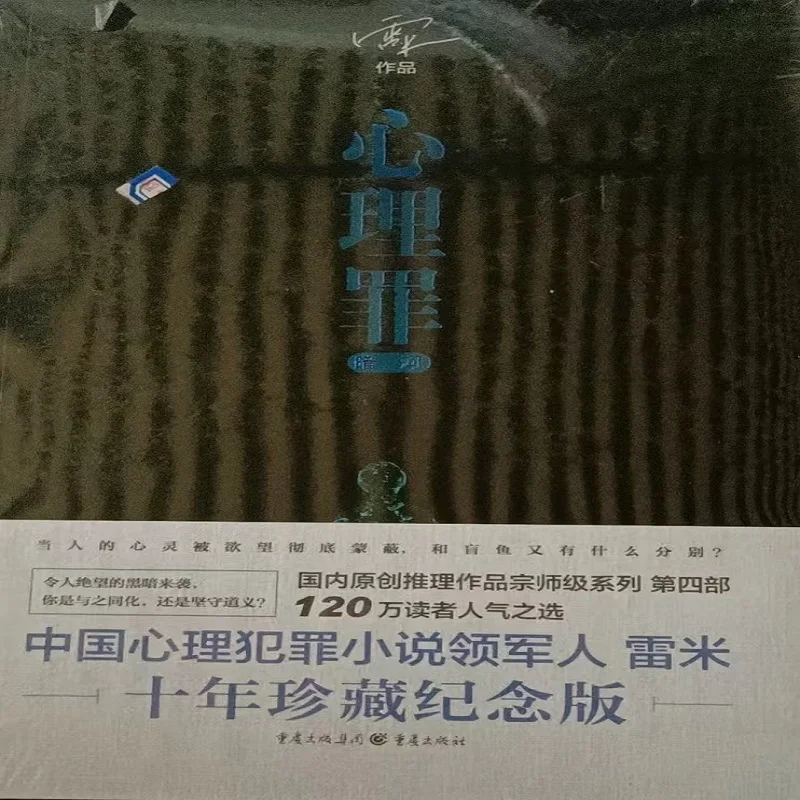 雷米
作品
心理罪
暗河
当人的心灵被欲望彻底蒙蔽，和盲鱼又有什么分别？
令人绝望的黑暗来袭，
你是与之同化，还是坚守道义？
国内原创推理作品宗师级系列 第四部
120万读者人气之选
中国心理犯罪小说领军人 雷米
十年珍藏纪念版
重庆出版集团 重庆出版社